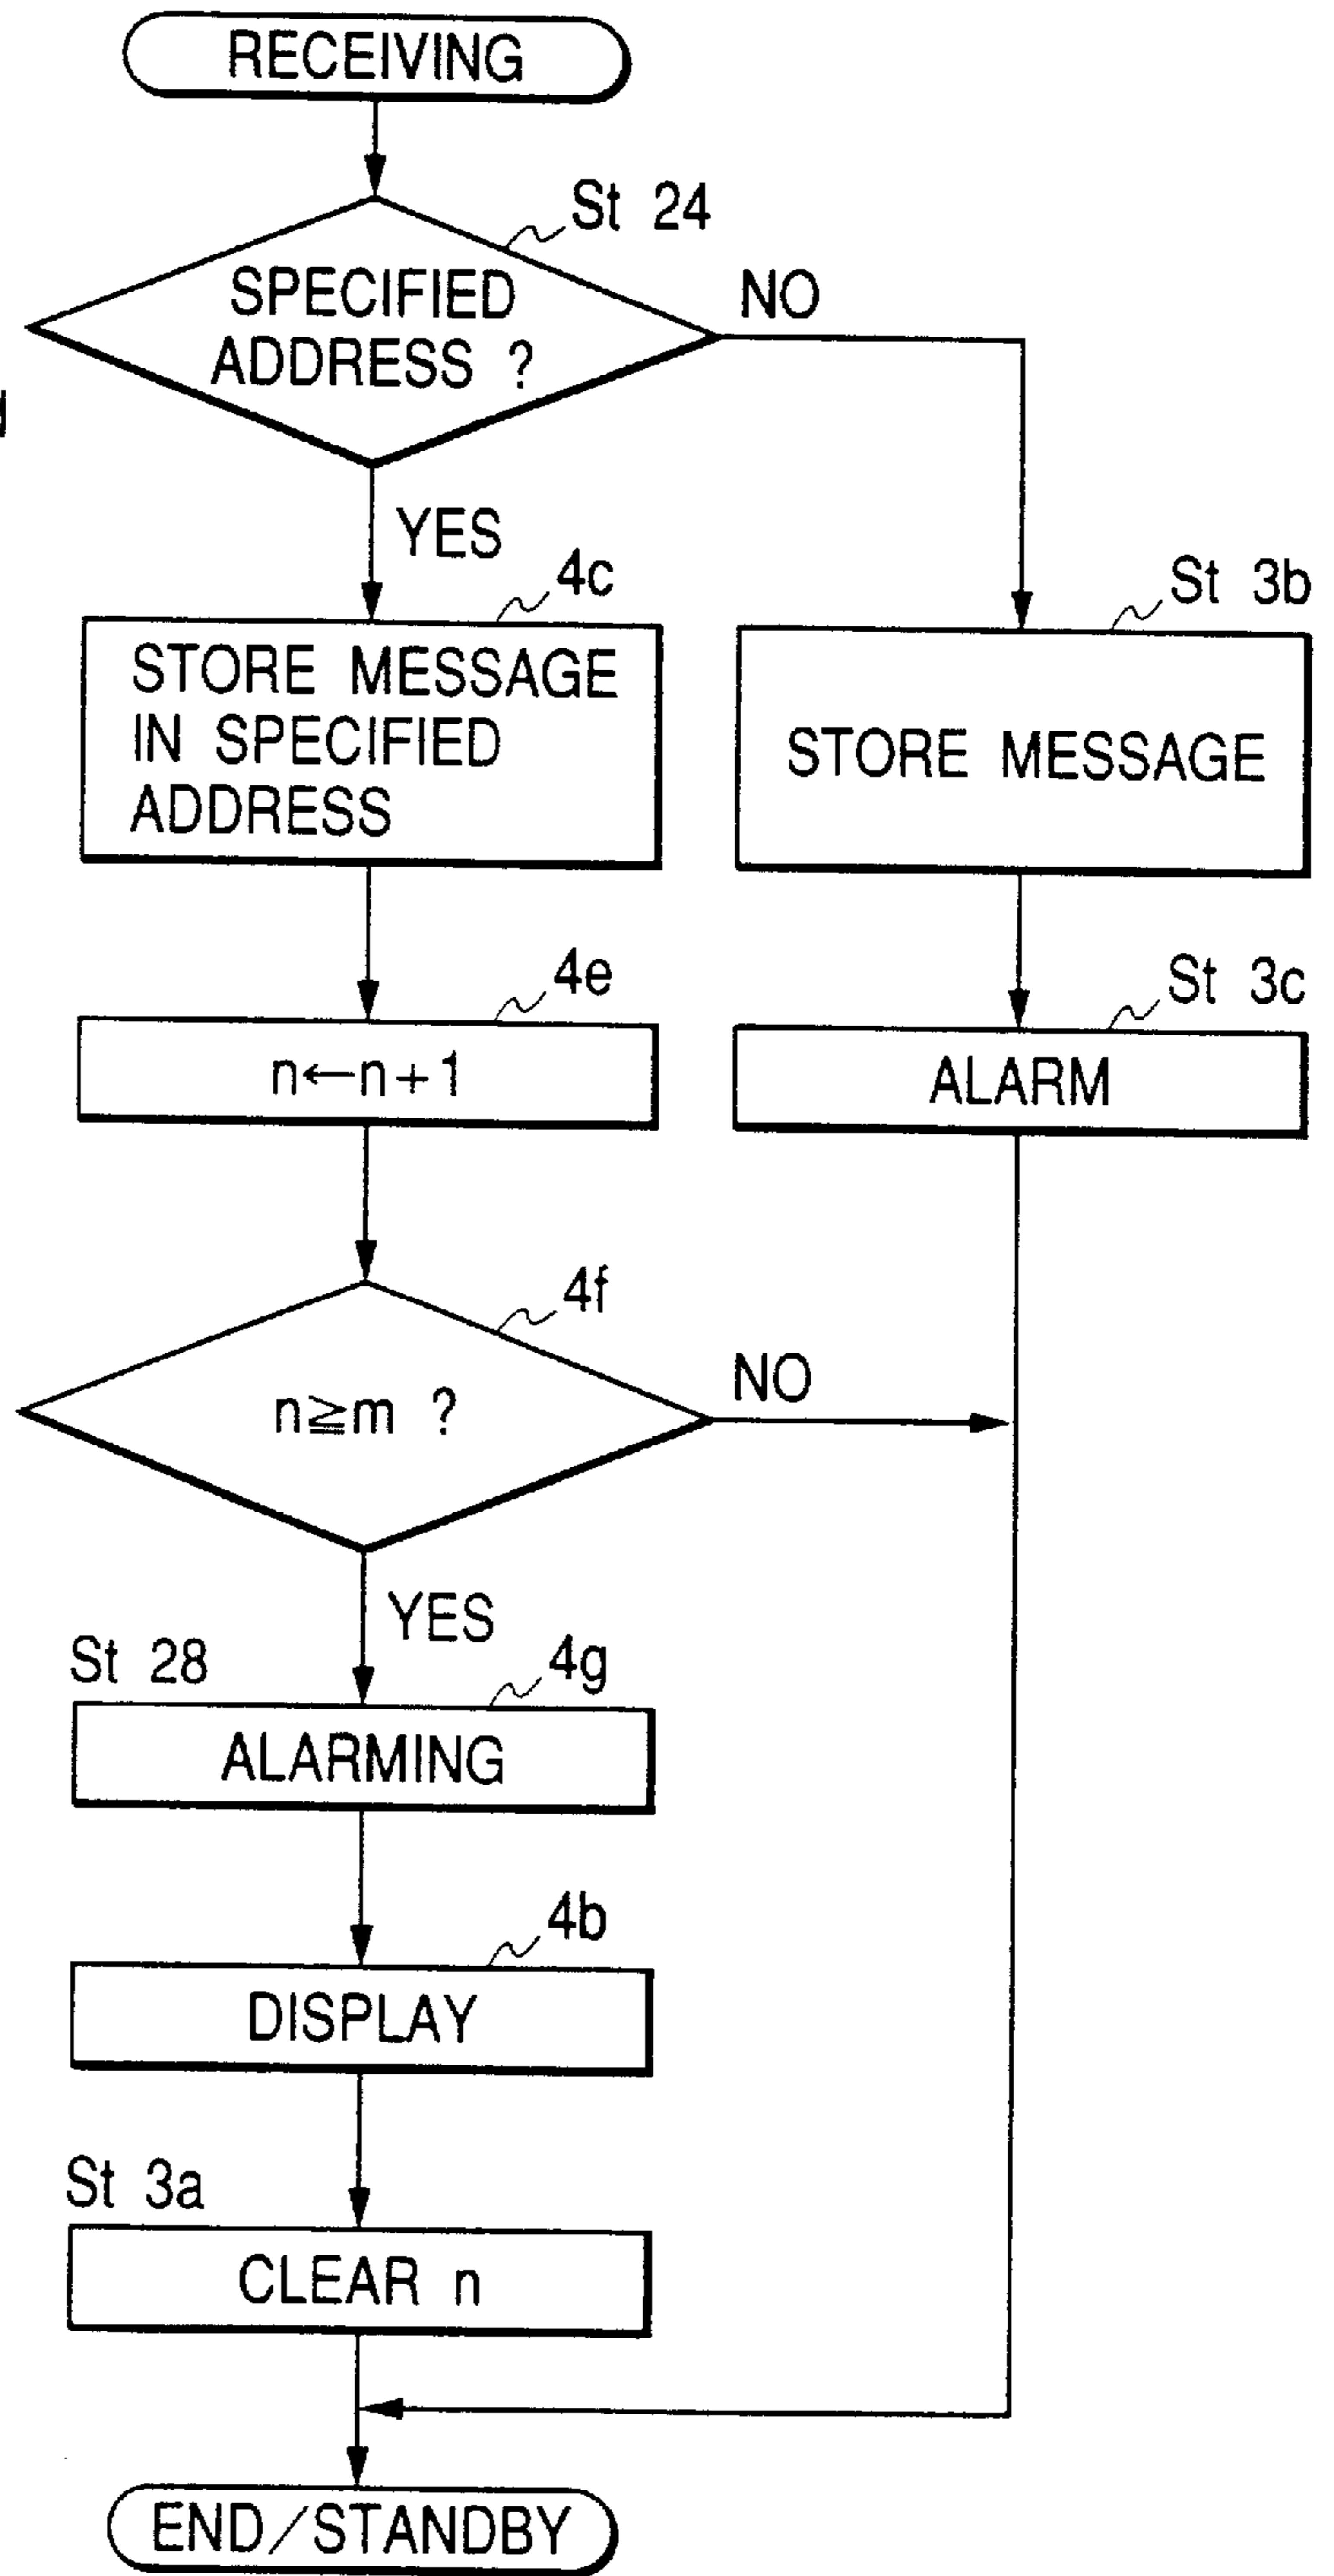 RECEIVING
St 24
SPECIFIED
ADDRESS ?
NO
YES
4c
STORE MESSAGE
IN SPECIFIED
ADDRESS
St 3b
STORE MESSAGE
4e
n←n+1
St 3c
ALARM
4f
n≧m ?
NO
YES
St 28
4g
ALARMING
4b
DISPLAY
St 3a
CLEAR n
END/STANDBY